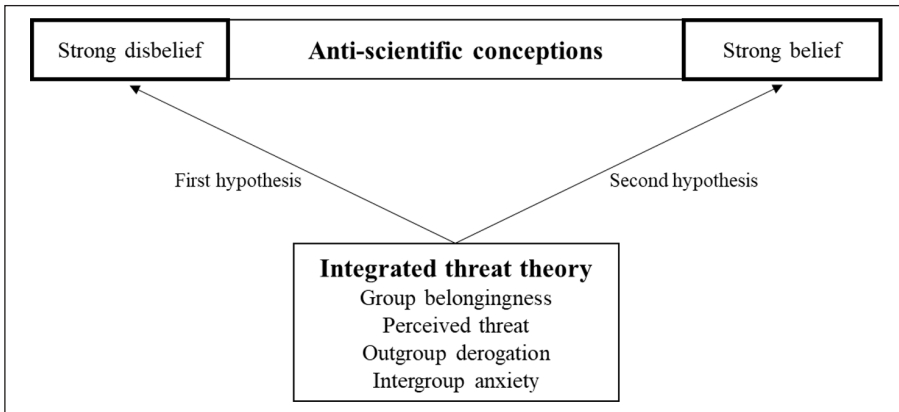 Strong disbelief
Anti-scientific conceptions
Strong belief
First hypothesis
Second hypothesis
Integrated threat theory
Group belongingness
Perceived threat
Outgroup derogation
Intergroup anxiety